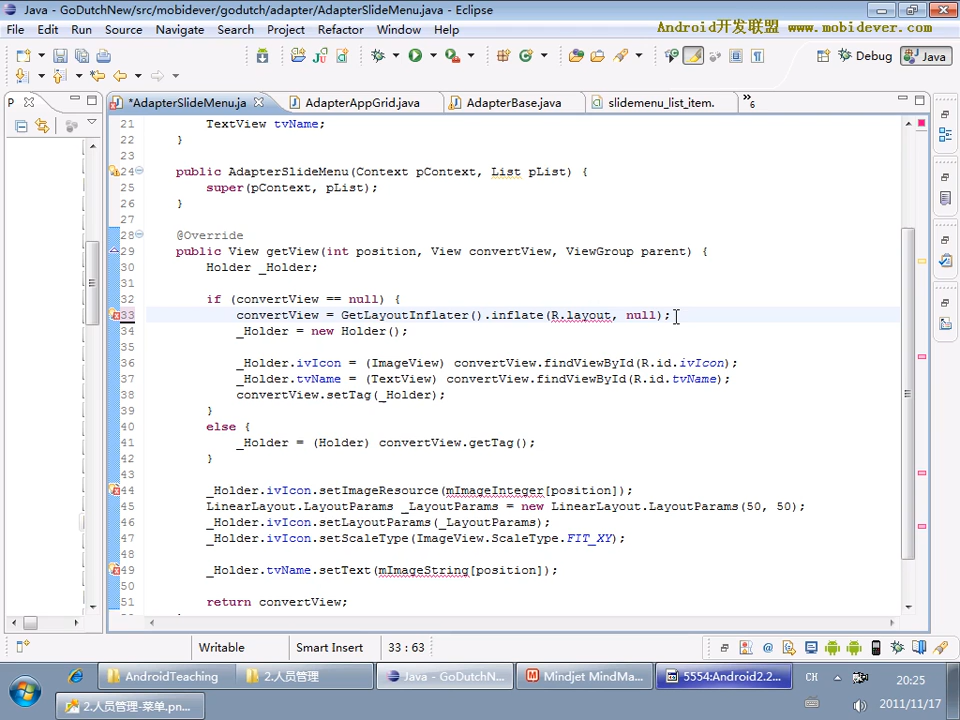 Java - GoDutchNew/src/mobidever/godutch/adapter/AdapterSlideMenu.java - Eclipse
File Edit Run Source Navigate Search Project Refactor Window Help
Android开发联盟 www.mobidever.com
Debug Java
P *AdapterSlideMenu.ja AdapterAppGrid.java AdapterBase.java slidemenu_list_item. »6
21 TextView tvName;
22 }
23
24 public AdapterSlideMenu(Context pContext, List pList) {
25 super(pContext, pList);
26 }
27
28 @Override
29 public View getView(int position, View convertView, ViewGroup parent) {
30 Holder _Holder;
31
32 if (convertView == null) {
33 convertView = GetLayoutInflater().inflate(R.layout, null);
34 _Holder = new Holder();
35
36 _Holder.ivIcon = (ImageView) convertView.findViewById(R.id.ivIcon);
37 _Holder.tvName = (TextView) convertView.findViewById(R.id.tvName);
38 convertView.setTag(_Holder);
39 }
40 else {
41 _Holder = (Holder) convertView.getTag();
42 }
43
44 _Holder.ivIcon.setImageResource(mImageInteger[position]);
45 LinearLayout.LayoutParams _LayoutParams = new LinearLayout.LayoutParams(50, 50);
46 _Holder.ivIcon.setLayoutParams(_LayoutParams);
47 _Holder.ivIcon.setScaleType(ImageView.ScaleType.FIT_XY);
48
49 _Holder.tvName.setText(mImageString[position]);
50
51 return convertView;
Writable Smart Insert 33 : 63
AndroidTeaching 2.人员管理 Java - GoDutchN... Mindjet MindMa... 5554:Android2.2... CH 20:25
2.人员管理-菜单.pn... 2011/11/17